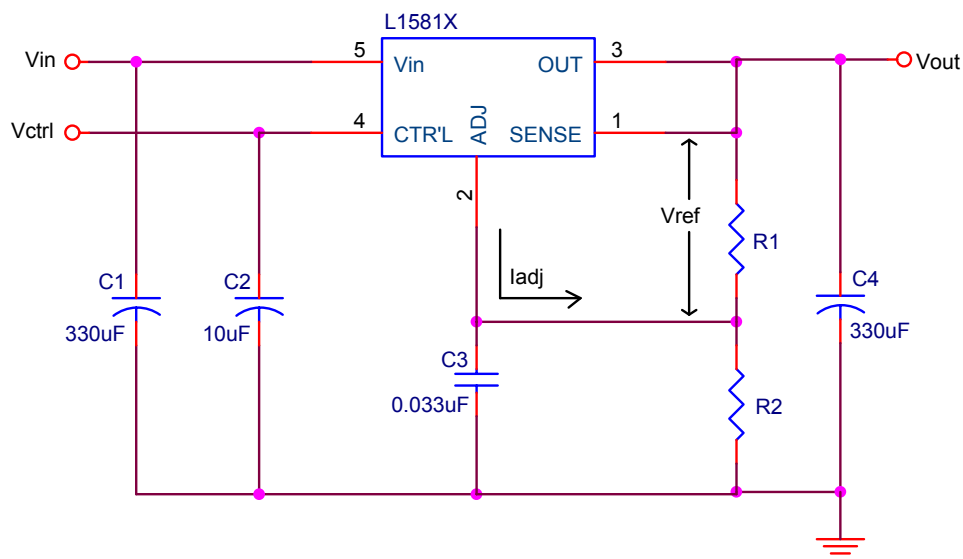 L1581X
Vin
5
Vin
OUT
3
Vout
Vctrl
4
CTR'L
ADJ
SENSE
1
2
Vref
R1
Iadj
C1
330uF
C2
10uF
C4
330uF
C3
0.033uF
R2